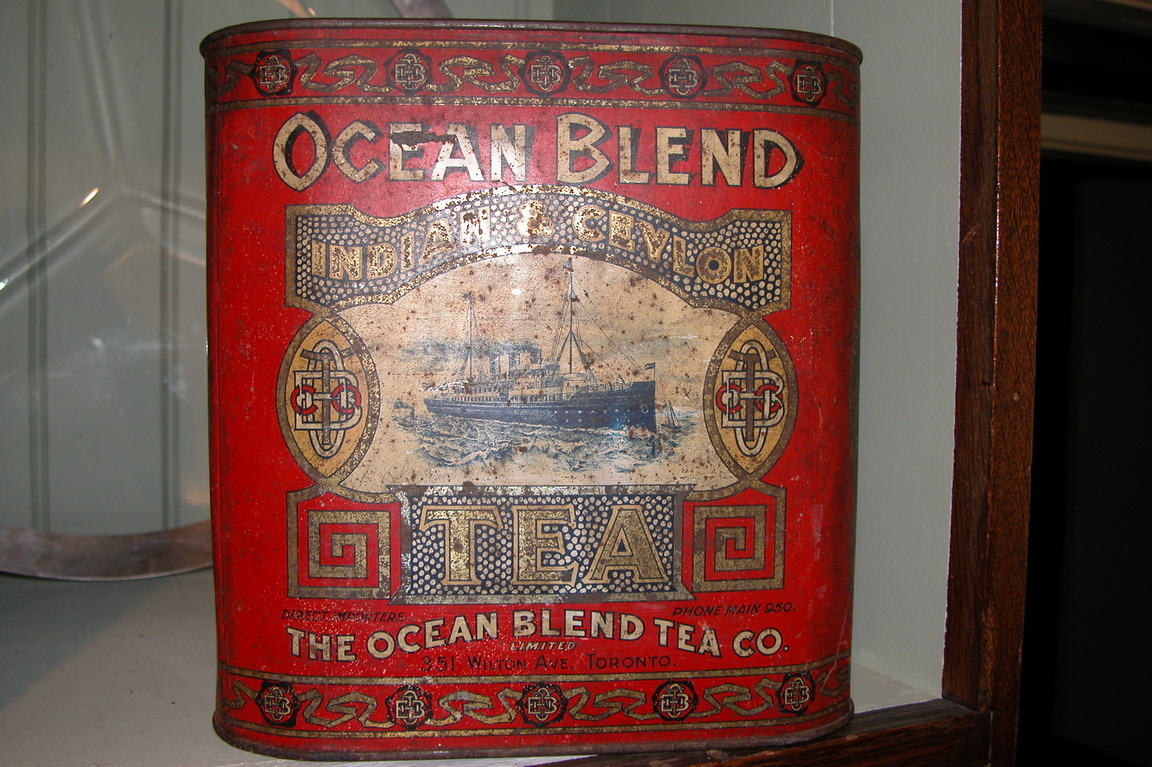 OCEAN BLEND
INDIAN & CEYLON
TEA
DIRECT IMPORTERS
PHONE MAIN 950.
THE OCEAN BLEND TEA CO.
LIMITED
351 WILTON AVE. TORONTO.